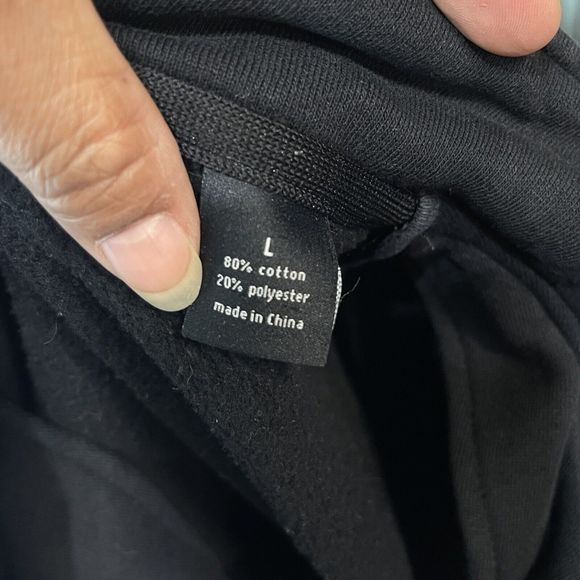 L
80% cotton
20% polyester
made in China